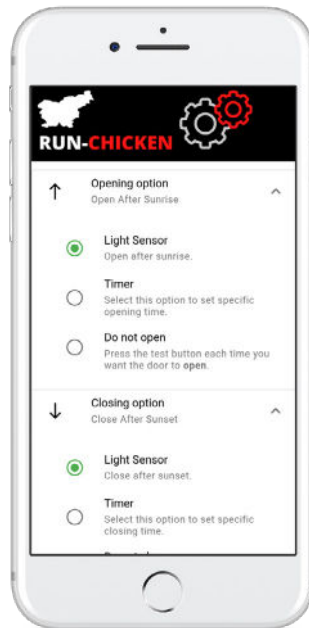 RUN-CHICKEN
Opening option
Open After Sunrise
Light Sensor
Open after sunrise.
Timer
Select this option to set specific
opening time.
Do not open
Press the test button each time you
want the door to open.
Closing option
Close After Sunset
Light Sensor
Close after sunset.
Timer
Select this option to set specific
closing time.